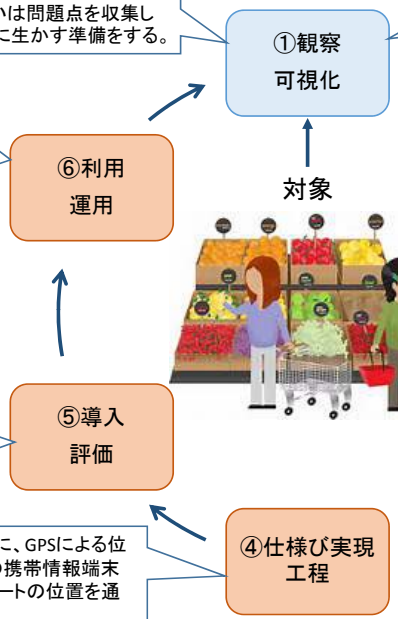 いは問題点を収集し
に生かす準備をする。
①観察
可視化
⑥利用
運用
対象
⑤導入
評価
に、GPSによる位
携帯情報端末
ートの位置を通
④仕様び実現
工程